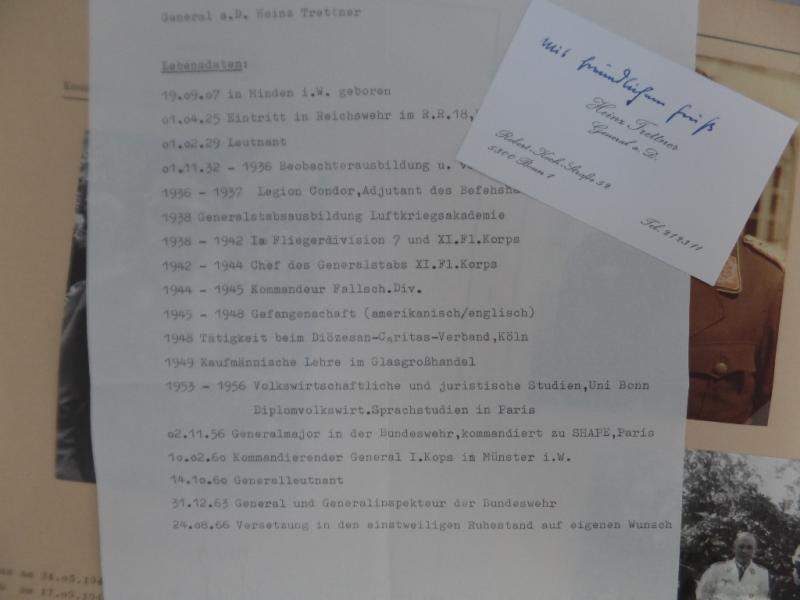 General a.D. Heinz Trettner
Lebensdaten:
19.09.07 in Minden i.W. geboren
01.04.25 Eintritt in Reichswehr im R.R.18,
01.02.29 Leutnant
01.11.32 - 1936 Beobachterausbildung u.
1936 - 1937 Legion Condor,Adjutant des
1938 Generalstabsausbildung Luftkriegsakademie
1938 - 1942 Ia Fliegerdivision 7 und XI.Fl.Korps
1942 - 1944 Chef des Generalstabs XI.Fl.Korps
1944 - 1945 Kommandeur Fallsch.Div.
1945 - 1948 Gefangenschaft (amerikanisch/englisch)
1948 Tätigkeit beim Diözesan-Caritas-Verband,Köln
1949 Kaufmännische Lehre im Glasgroßhandel
1953 - 1956 Volkswirtschaftliche und juristische Studien,Uni Bonn
Diplomvolkswirt.Sprachstudien in Paris
02.11.56 Generalmajor in der Bundeswehr,kommandiert zu SHAPE,Paris
10.02.60 Kommandierender General I.Kops in Münster i.W.
14.10.60 Generalleutnant
31.12.63 General und Generalinspekteur der Bundeswehr
24.08.66 Versetzung in den einstweiligen Ruhestand auf eigenen Wunsch
Mit freundlichem Gruß
Heinz Trettner
General a. D.
Robert-Koch-Straße 52
5300 Bonn 1
Tel. 212311